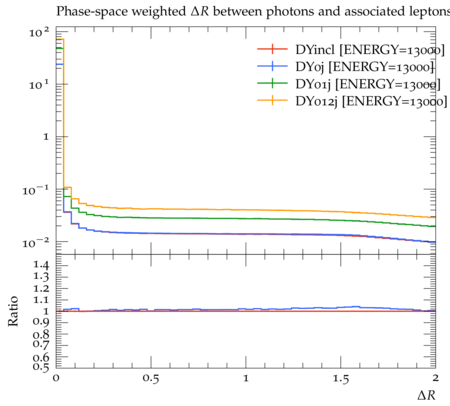 Phase-space weighted ΔR between photons and associated leptons
DYincl [ENERGY=13000]
DY0j [ENERGY=13000]
DY01j [ENERGY=13000]
DY012j [ENERGY=13000]
10²
10¹
1
10⁻¹
10⁻²
Ratio
1.4
1.3
1.2
1.1
1
0.9
0.8
0.7
0.6
0.5
0 0.5 1 1.5 2
ΔR